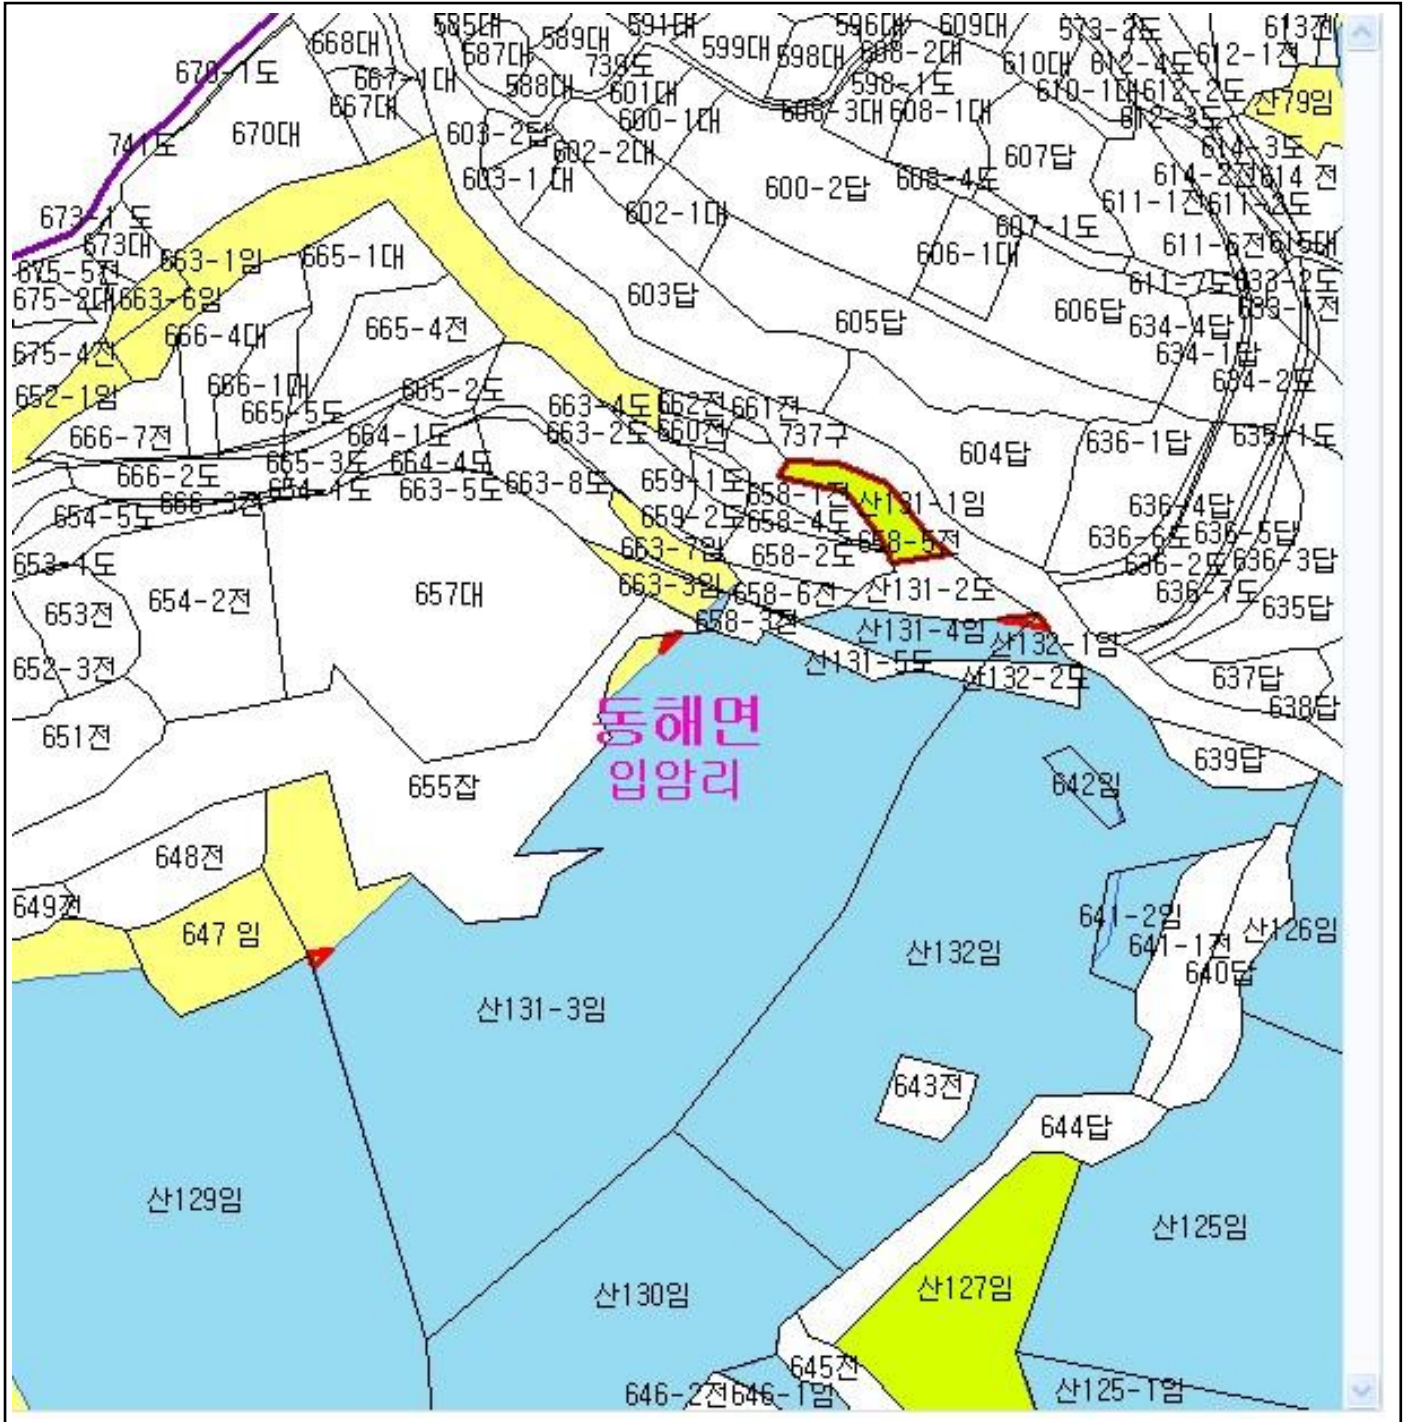 585대
591대
596대
609대
573-2도
668대
587대
589대
599대
598대
608-2대
610대
612-4도
612-1전
670-1도
667-1대
588대
739도
598-1도
610-1대
612-2도
산79임
667대
601대
608-3대
608-1대
612-3도
741도
670대
603-2답
600-1대
602-2대
607답
614-3도
603-1 대
600-2답
608-4도
614 전
673-1 도
602-1대
607-1도
611-1전
611-2도
673대
663-1임
665-1대
606-1대
611-6전
615대
675-5전
611-7도
633-2도
675-2대
663-6임
603답
605답
606답
633-1전
666-4대
665-4전
634-4답
675-4전
634-1답
652-1임
666-1대
665-2도
634-2도
665-5도
663-4도
662전
661전
666-7전
664-1도
663-2도
660전
737구
604답
636-1답
635-1도
666-2도
665-3도
664-4도
654-1도
663-5도
663-8도
659-1도
658-1전
산131-1임
654-5도
659-2도
658-4도
636-4답
653-1도
663-7임
658-2도
658-5전
636-6도
636-5답
636-2도
636-3답
653전
654-2전
657대
663-3임
658-6전
산131-2도
636-7도
635답
658-3전
산131-4임
산132-1임
652-3전
산131-5도
산132-2도
637답
651전
동해면
638답
입암리
655잡
642임
639답
648전
649전
647 임
641-2임
산126임
641-1전
산132임
640답
산131-3임
643전
644답
산129임
산125임
산130임
산127임
645전
646-2전
646-1임
산125-1임